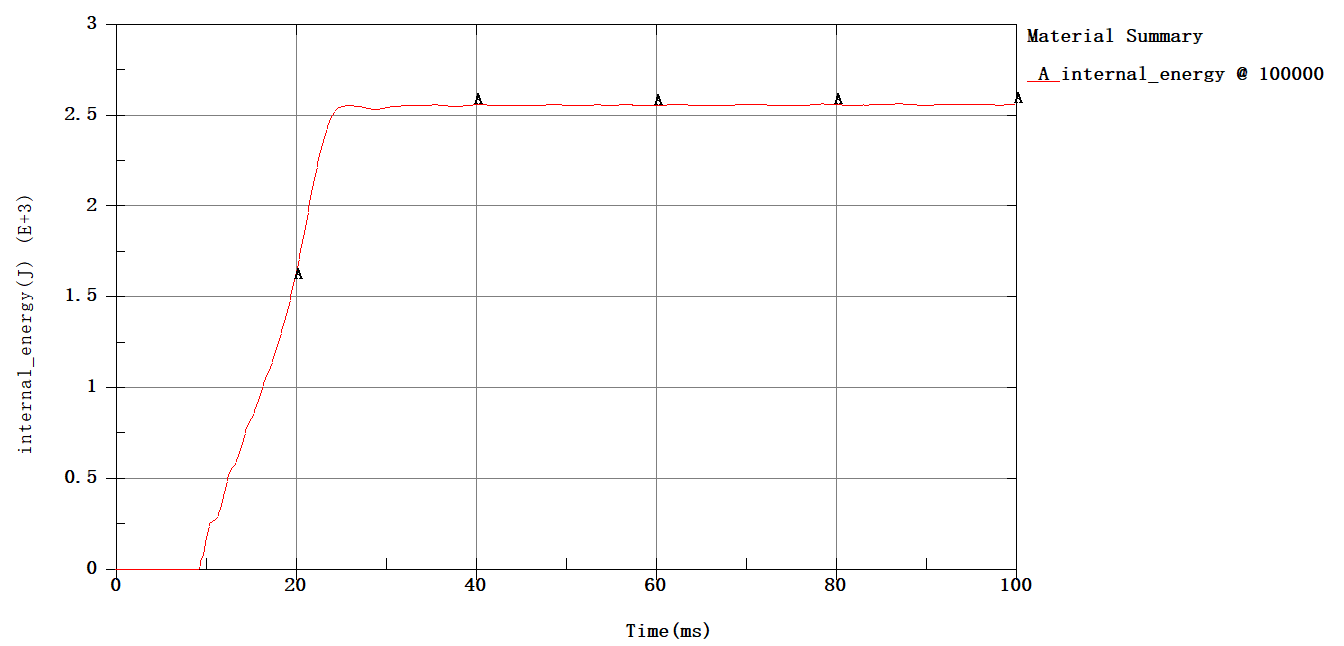 Material Summary
_A_internal_energy @ 100000
internal_energy(J) (E+3)
3
2.5
2
1.5
1
0.5
0
A
A
A
A
A
0
20
40
60
80
100
Time(ms)